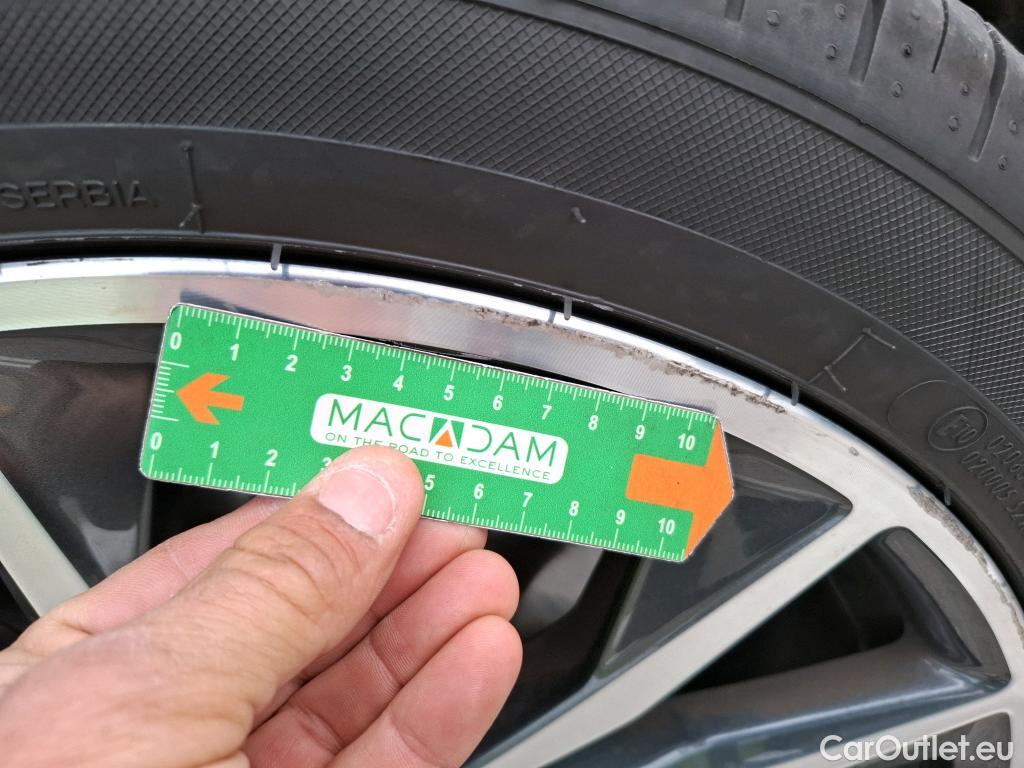 SERBIA
0 1 2 3 4 5 6 7 8 9 10
MACADAM
ON THE ROAD TO EXCELLENCE
0 1 2 3 5 6 7 8 9 10
CarOutlet.eu